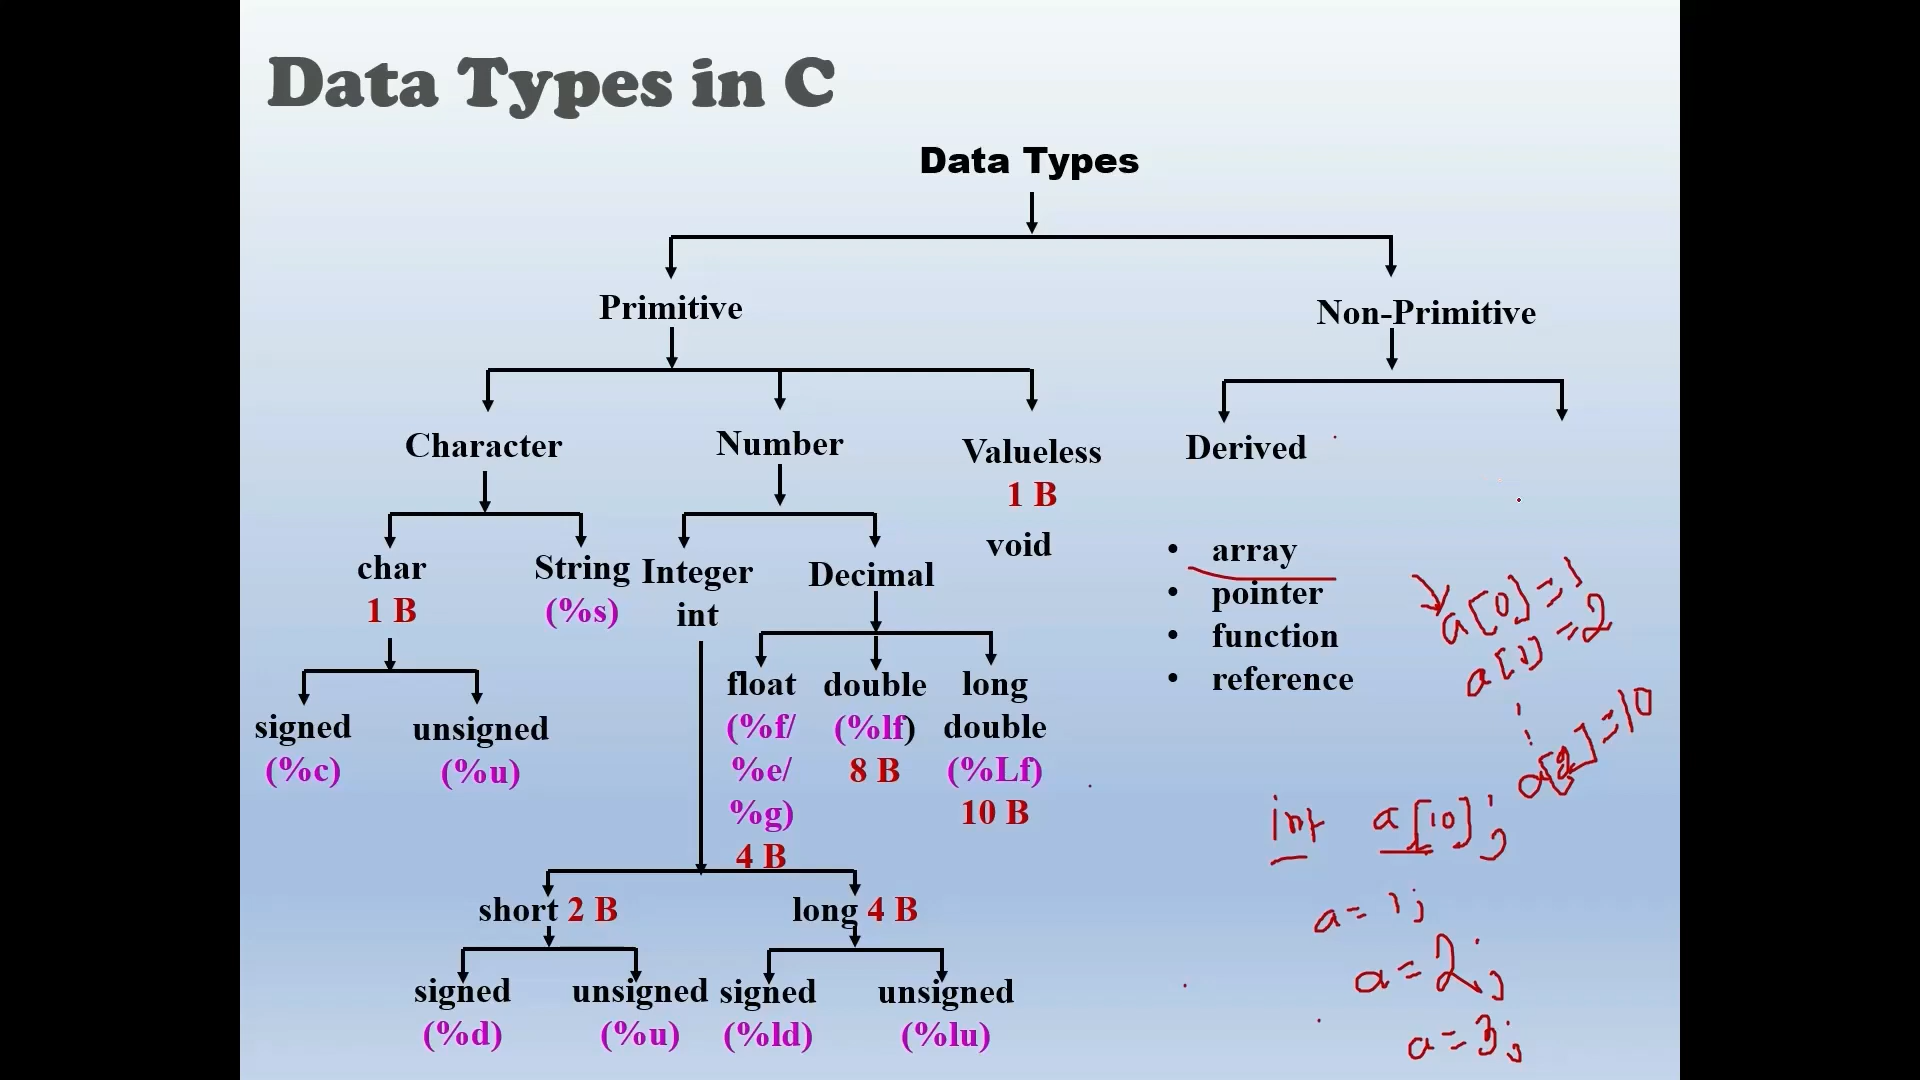 Data Types in C
Data Types
Primitive
Non-Primitive
Character
Number
Valueless
1 B
void
Derived
char
1 B
String
(%s)
Integer
int
Decimal
signed
(%c)
unsigned
(%u)
float
(%f/
%e/
%g)
4 B
double
(%lf)
8 B
long
double
(%Lf)
10 B
short 2 B
long 4 B
signed
(%d)
unsigned
(%u)
signed
(%ld)
unsigned
(%lu)
• array
• pointer
• function
• reference
a[0]=1
a[1]=2
a[9]=10
int a[10];
a=1;
a=2;
a=3;